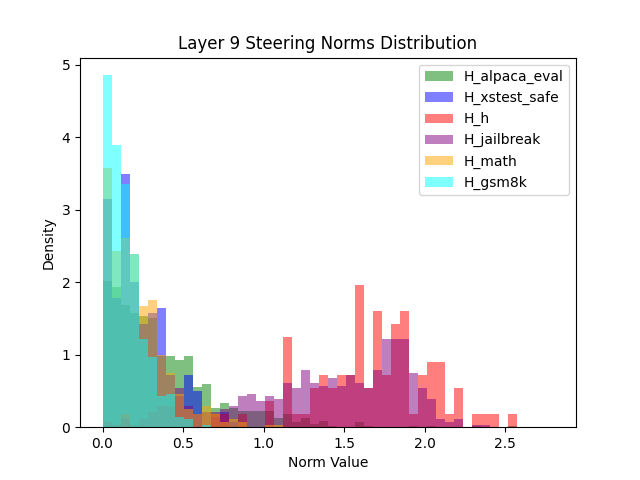 Layer 9 Steering Norms Distribution
H_alpaca_eval
H_xstest_safe
H_h
H_jailbreak
H_math
H_gsm8k
Density
5
4
3
2
1
0
0.0 0.5 1.0 1.5 2.0 2.5
Norm Value